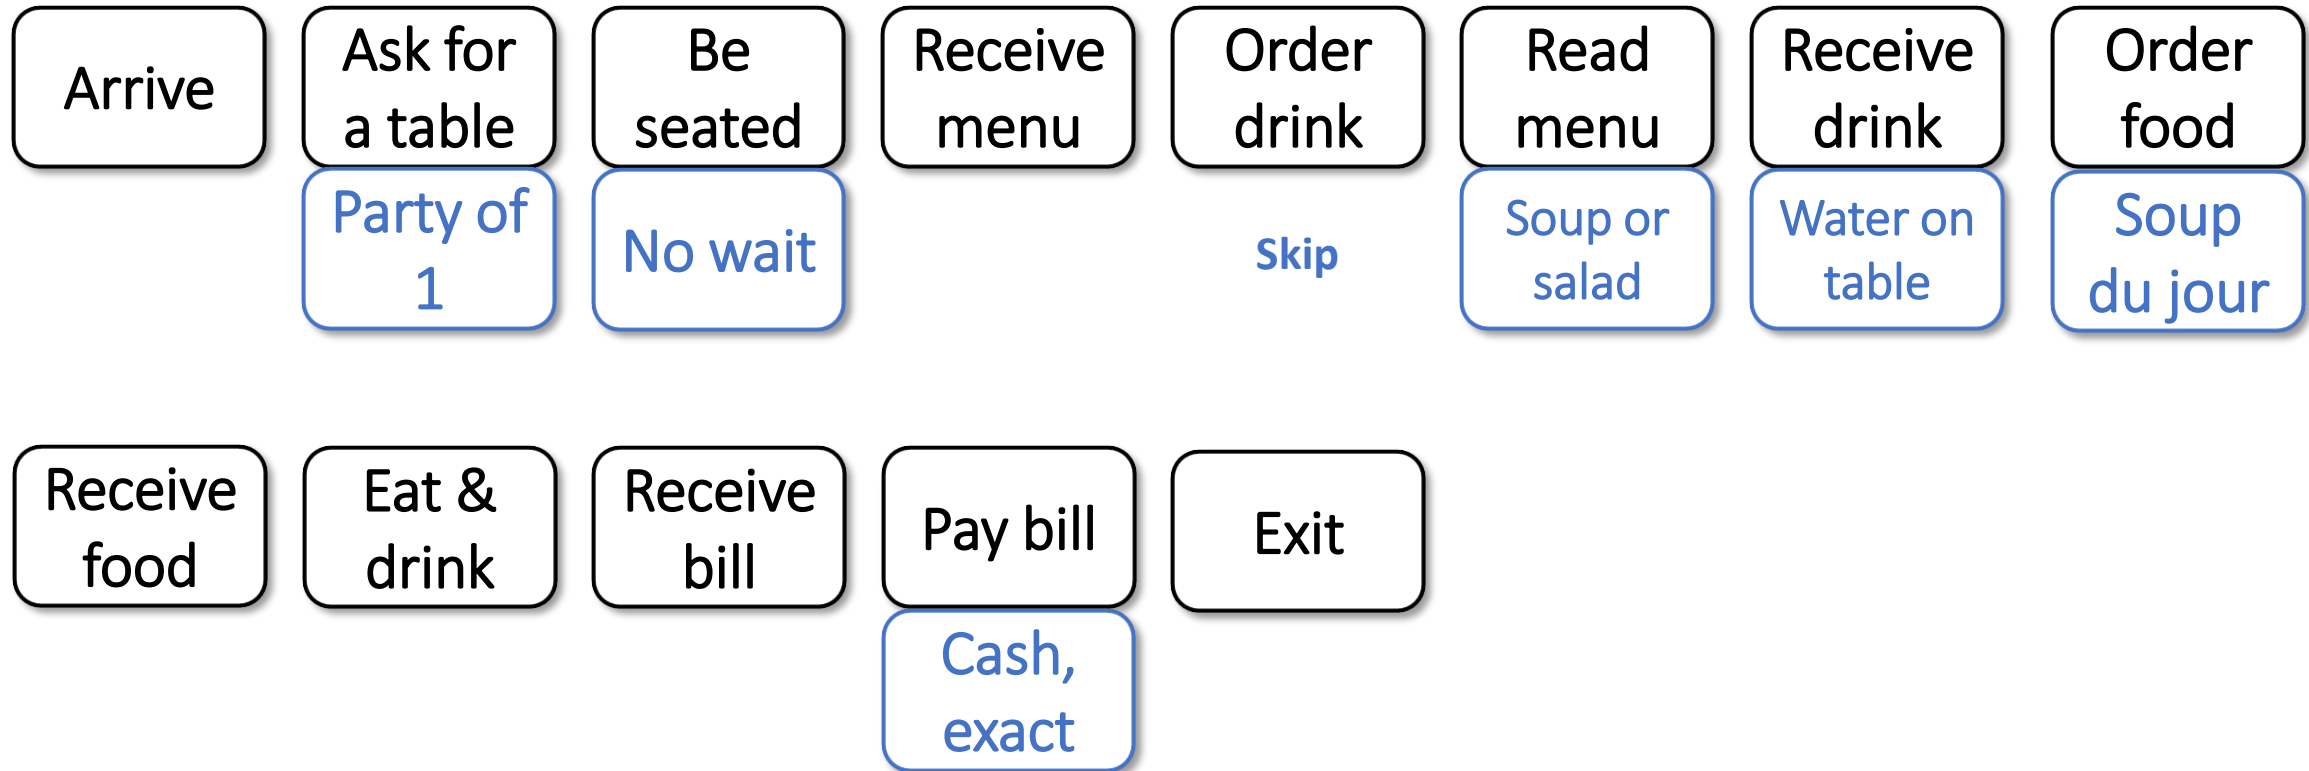 Arrive
Ask for
a table
Be
seated
Receive
menu
Order
drink
Read
menu
Receive
drink
Order
food
Party of
1
No wait
Skip
Soup or
salad
Water on
table
Soup
du jour
Receive
food
Eat &
drink
Receive
bill
Pay bill
Exit
Cash,
exact